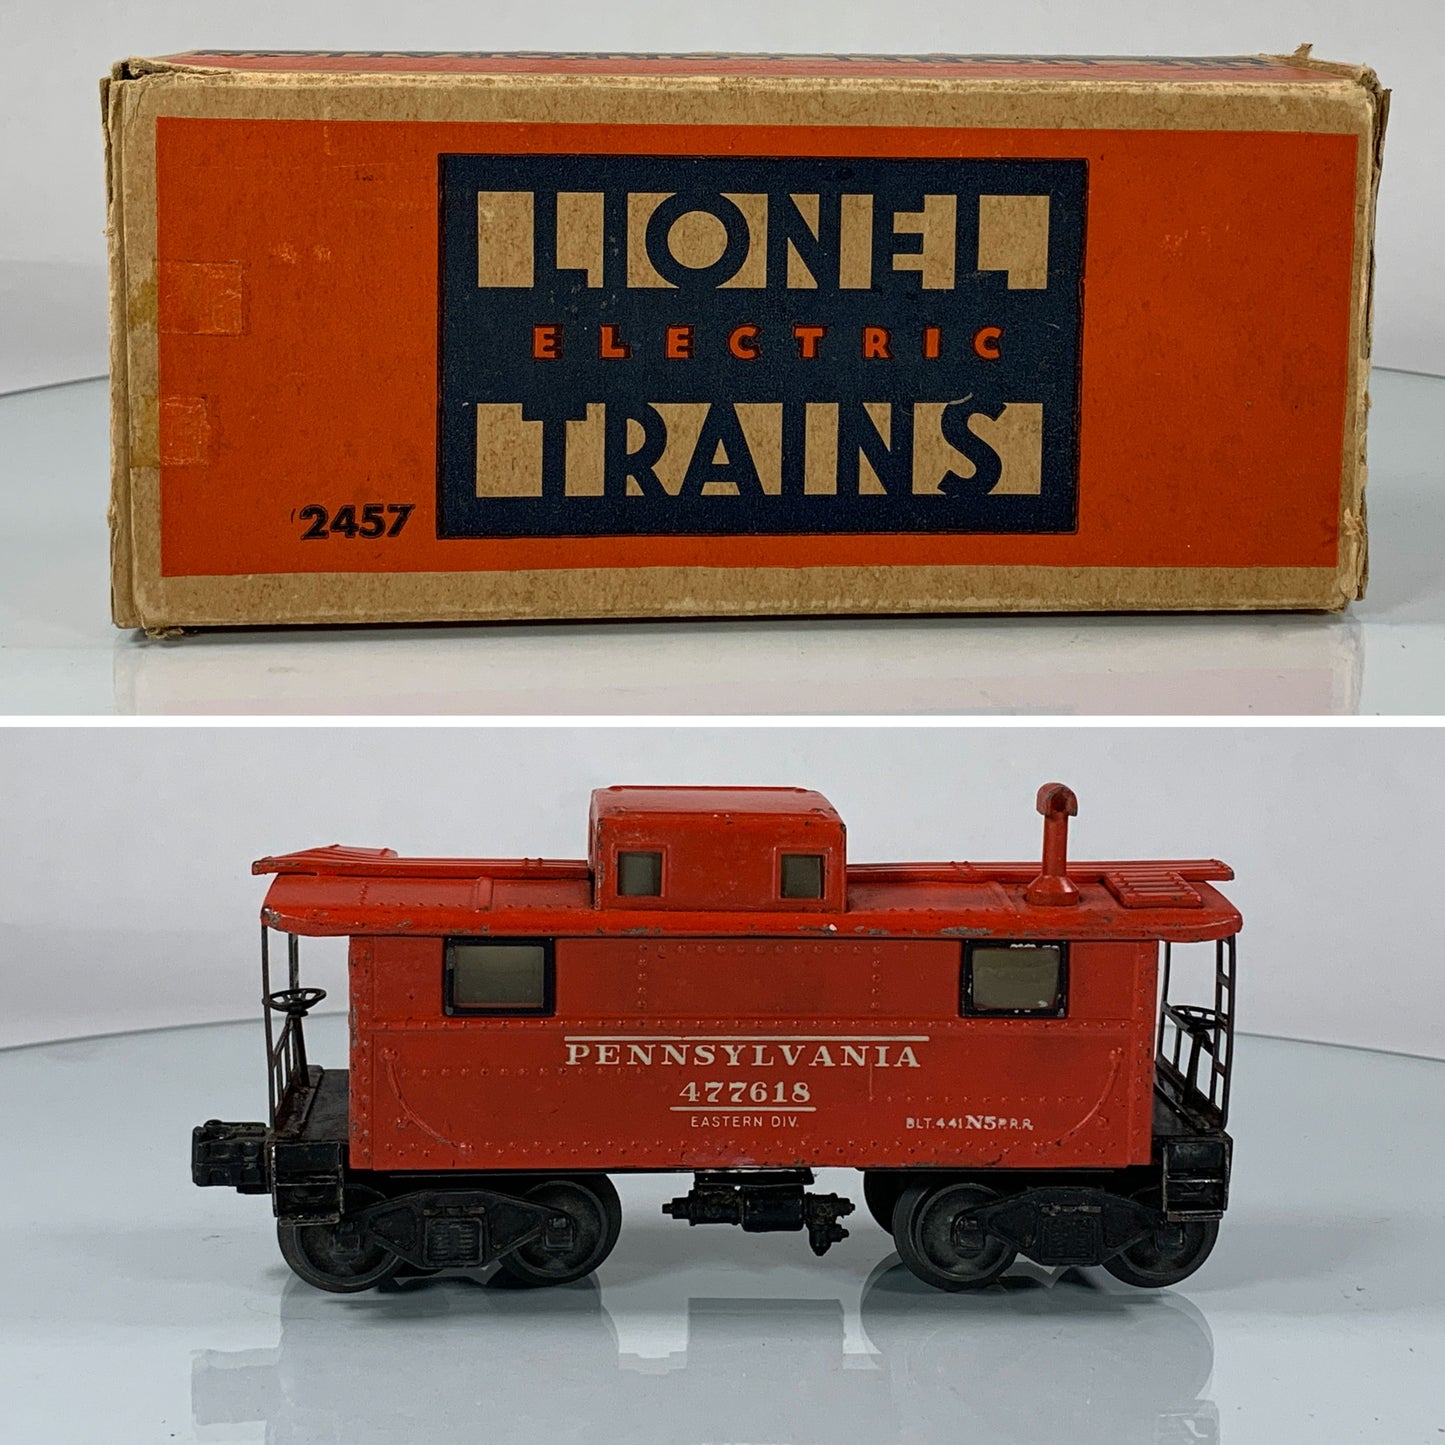 LIONEL
ELECTRIC
TRAINS
2457
PENNSYLVANIA
477618
EASTERN DIV.
BLT. 4-41 N5 P.R.R.